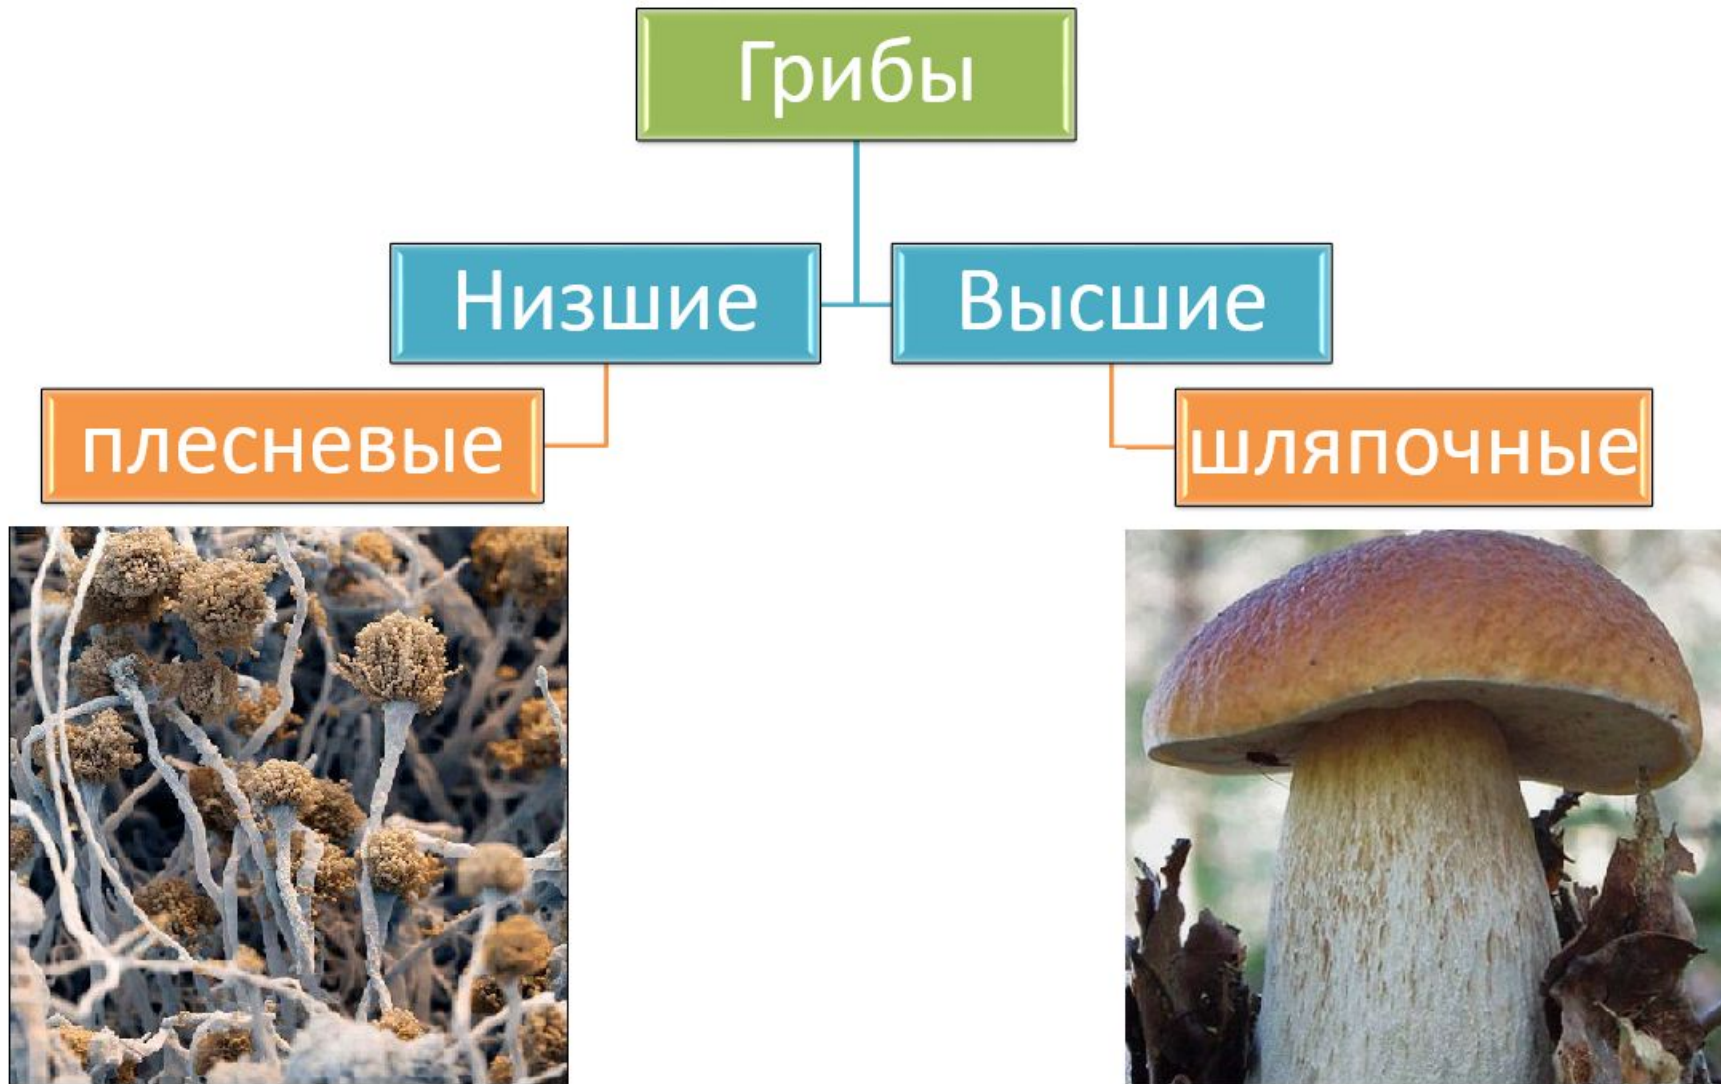 Грибы
Низшие
Высшие
плесневые
шляпочные